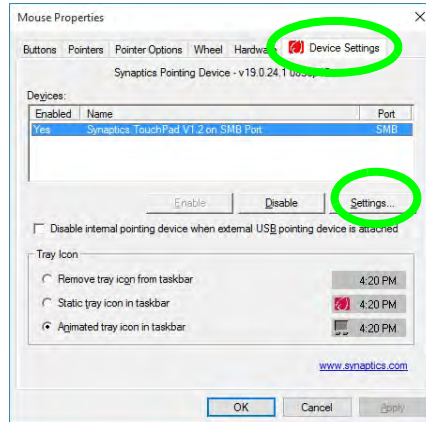 Mouse Properties
Buttons Pointers Pointer Options Wheel Hardware Device Settings
Synaptics Pointing Device - v19.0.24.1
Devices:
Enabled Name Port
Yes Synaptics TouchPad V1.2 on SMB Port SMB
Enable Disable Settings...
Disable internal pointing device when external USB pointing device is attached
Tray Icon
Remove tray icon from taskbar 4:20 PM
Static tray icon in taskbar 4:20 PM
Animated tray icon in taskbar 4:20 PM
www.synaptics.com
OK Cancel Apply